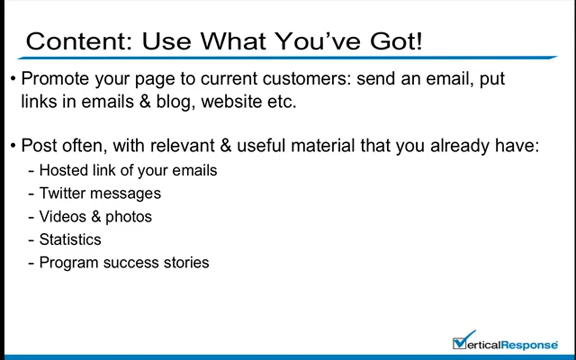 Content: Use What You've Got!
• Promote your page to current customers: send an email, put
links in emails & blog, website etc.
• Post often, with relevant & useful material that you already have:
- Hosted link of your emails
- Twitter messages
- Videos & photos
- Statistics
- Program success stories
VerticalResponse